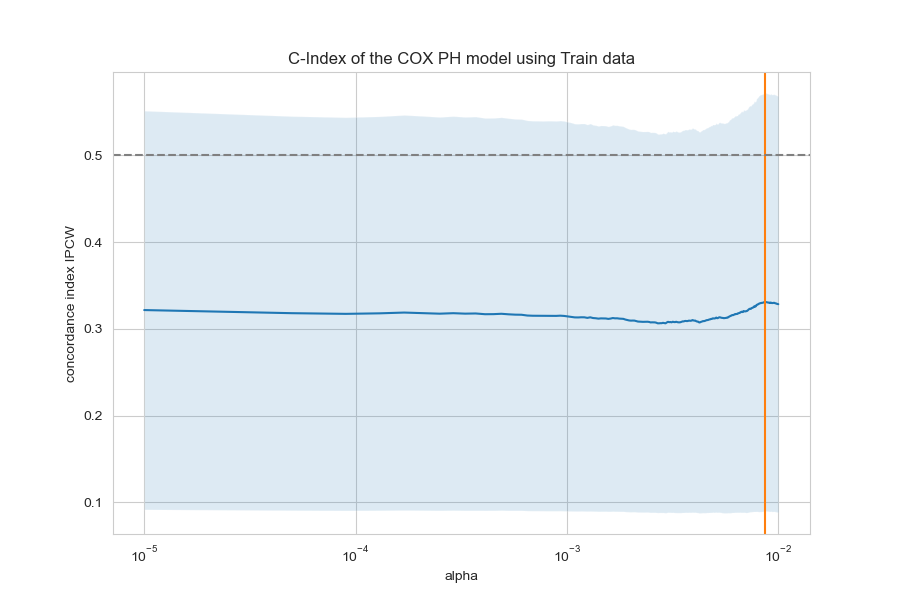 C-Index of the COX PH model using Train data
concordance index IPCW
0.5
0.4
0.3
0.2
0.1
10⁻⁵ 10⁻⁴ 10⁻³ 10⁻²
alpha